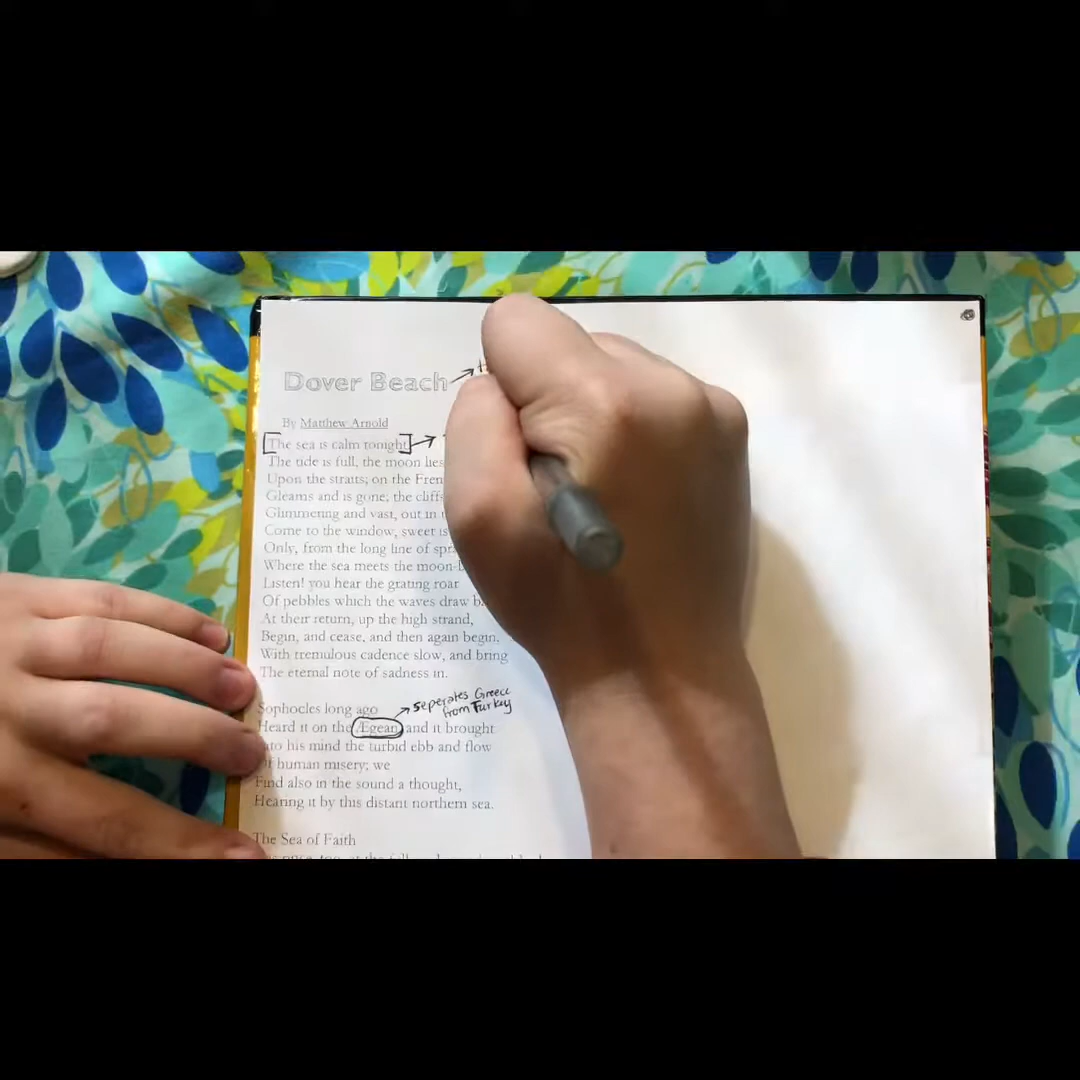 Dover Beach
By Matthew Arnold
The sea is calm tonight
The tide is full, the moon lies
Upon the straits; on the
Gleams and is gone; the
Glimmering and vast, out in
Come to the window, sweet is
Only, from the long line of
Where the sea meets the
Listen! you hear the grating roar
Of pebbles which the waves draw
At their return, up the high strand,
Begin, and cease, and then again begin.
With tremulous cadence slow, and bring
The eternal note of sadness in.
Sophocles long ago
seperates Greece
from Turkey
Heard it on the Ægean and it brought
his mind the turbid ebb and flow
human misery; we
Find also in the sound a thought,
Hearing it by this distant northern sea.
The Sea of Faith